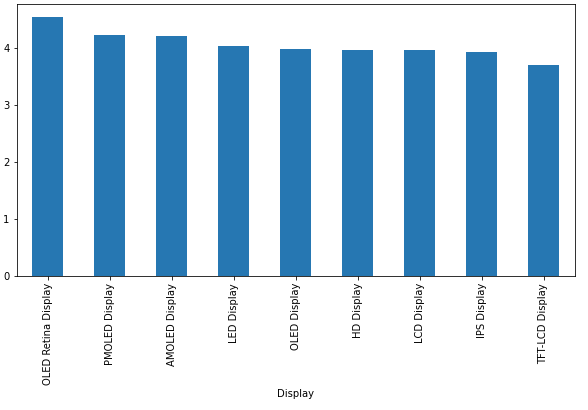 4
3
2
1
0
OLED Retina Display
PMOLED Display
AMOLED Display
LED Display
OLED Display
HD Display
LCD Display
IPS Display
TFT-LCD Display
Display